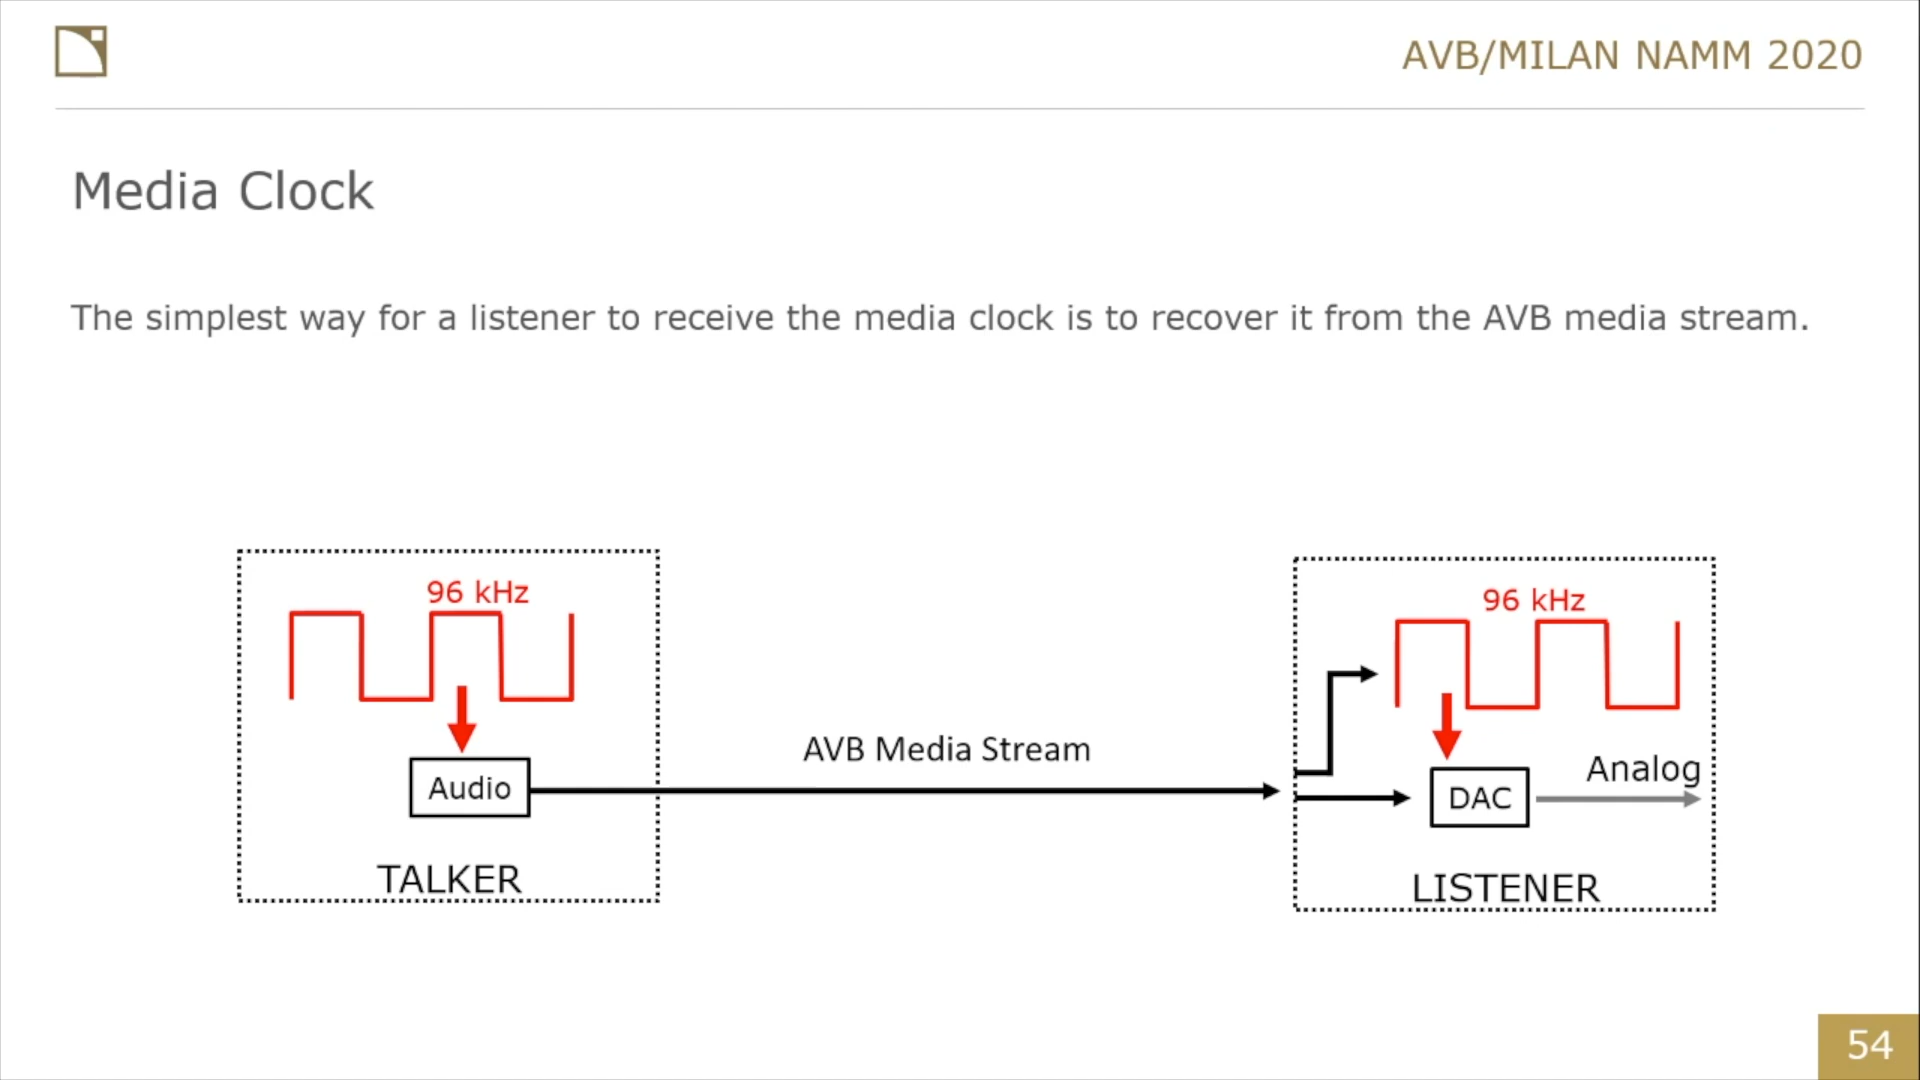 AVB/MILAN NAMM 2020
Media Clock
The simplest way for a listener to receive the media clock is to recover it from the AVB media stream.
96 kHz
Audio
TALKER
AVB Media Stream
96 kHz
DAC
Analog
LISTENER
54